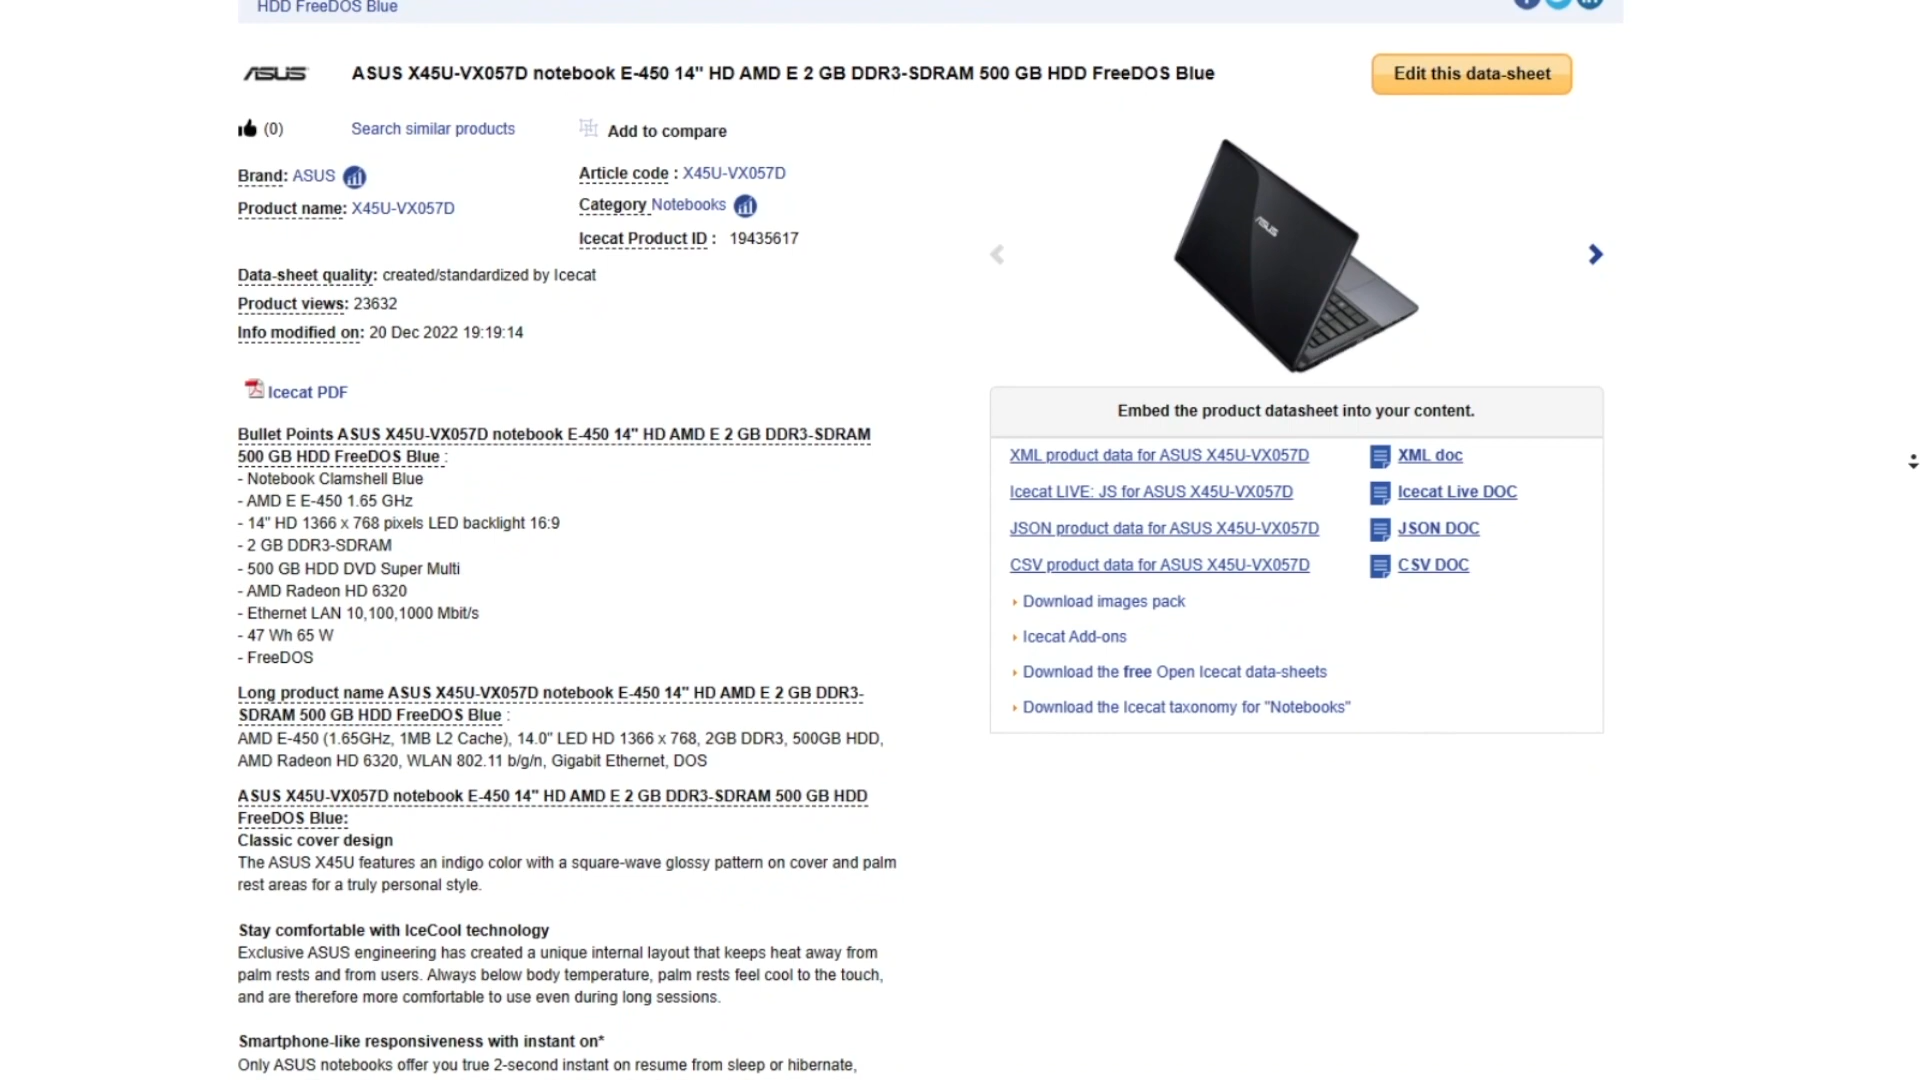 HDD FreeDOS Blue
ASUS
ASUS X45U-VX057D notebook E-450 14" HD AMD E 2 GB DDR3-SDRAM 500 GB HDD FreeDOS Blue
Edit this data-sheet
(0)
Search similar products
Add to compare
Brand: ASUS
Article code : X45U-VX057D
Product name: X45U-VX057D
Category Notebooks
Icecat Product ID : 19435617
Data-sheet quality: created/standardized by Icecat
Product views: 23632
Info modified on: 20 Dec 2022 19:19:14
Icecat PDF
Bullet Points ASUS X45U-VX057D notebook E-450 14" HD AMD E 2 GB DDR3-SDRAM
500 GB HDD FreeDOS Blue :
- Notebook Clamshell Blue
- AMD E E-450 1.65 GHz
- 14" HD 1366 x 768 pixels LED backlight 16:9
- 2 GB DDR3-SDRAM
- 500 GB HDD DVD Super Multi
- AMD Radeon HD 6320
- Ethernet LAN 10,100,1000 Mbit/s
- 47 Wh 65 W
- FreeDOS
Long product name ASUS X45U-VX057D notebook E-450 14" HD AMD E 2 GB DDR3-
SDRAM 500 GB HDD FreeDOS Blue :
AMD E-450 (1.65GHz, 1MB L2 Cache), 14.0" LED HD 1366 x 768, 2GB DDR3, 500GB HDD,
AMD Radeon HD 6320, WLAN 802.11 b/g/n, Gigabit Ethernet, DOS
ASUS X45U-VX057D notebook E-450 14" HD AMD E 2 GB DDR3-SDRAM 500 GB HDD
FreeDOS Blue:
Classic cover design
The ASUS X45U features an indigo color with a square-wave glossy pattern on cover and palm
rest areas for a truly personal style.
Stay comfortable with IceCool technology
Exclusive ASUS engineering has created a unique internal layout that keeps heat away from
palm rests and from users. Always below body temperature, palm rests feel cool to the touch,
and are therefore more comfortable to use even during long sessions.
Smartphone-like responsiveness with instant on*
Only ASUS notebooks offer you true 2-second instant on resume from sleep or hibernate,
ASUS
Embed the product datasheet into your content.
XML product data for ASUS X45U-VX057D
XML doc
Icecat LIVE: JS for ASUS X45U-VX057D
Icecat Live DOC
JSON product data for ASUS X45U-VX057D
JSON DOC
CSV product data for ASUS X45U-VX057D
CSV DOC
Download images pack
Icecat Add-ons
Download the free Open Icecat data-sheets
Download the Icecat taxonomy for "Notebooks"